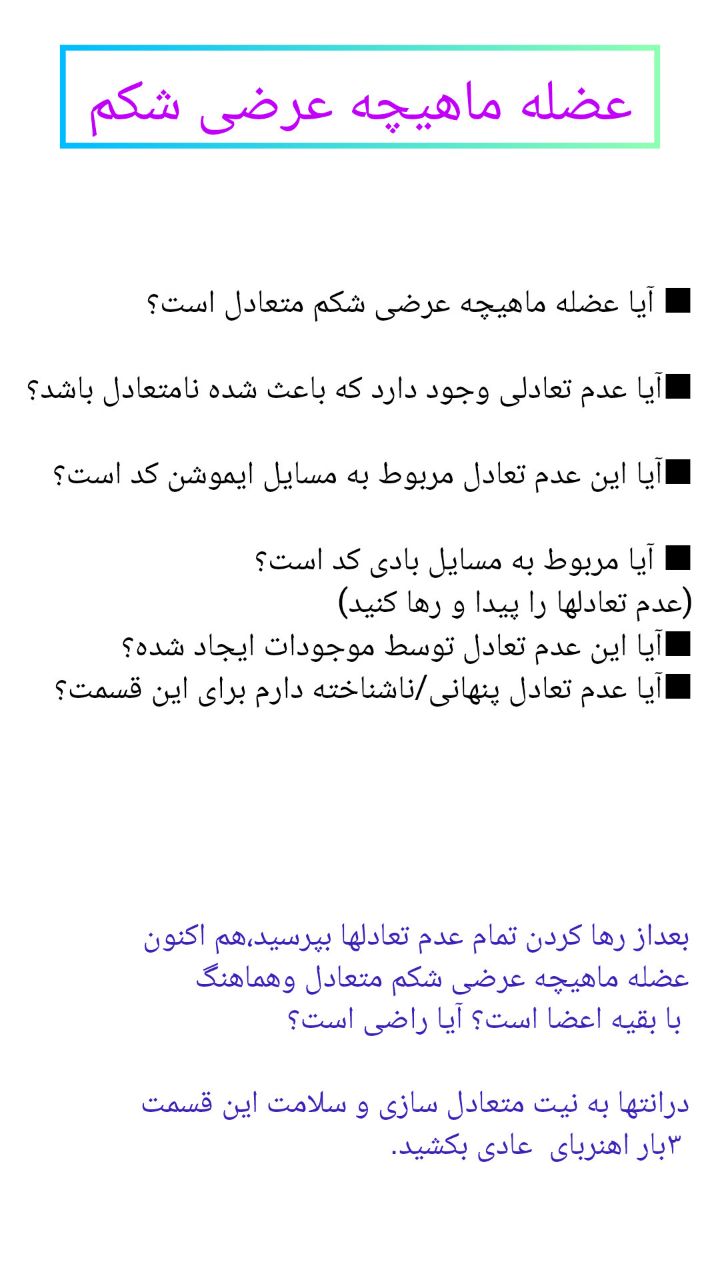 عضله ماهیچه عرضی شکم
■ آیا عضله ماهیچه عرضی شکم متعادل است؟
■آیا عدم تعادلی وجود دارد که باعث شده نامتعادل باشد؟
■آیا این عدم تعادل مربوط به مسایل ایموشن کد است؟
■ آیا مربوط به مسایل بادی کد است؟
(عدم تعادلها را پیدا و رها کنید)
■آیا این عدم تعادل توسط موجودات ایجاد شده؟
■آیا عدم تعادل پنهانی/ناشناخته دارم برای این قسمت؟
بعداز رها کردن تمام عدم تعادلها بپرسید،هم اکنون
عضله ماهیچه عرضی شکم متعادل وهماهنگ
با بقیه اعضا است؟ آیا راضی است؟
درانتها به نیت متعادل سازی و سلامت این قسمت
۳بار اهنربای عادی بکشید.